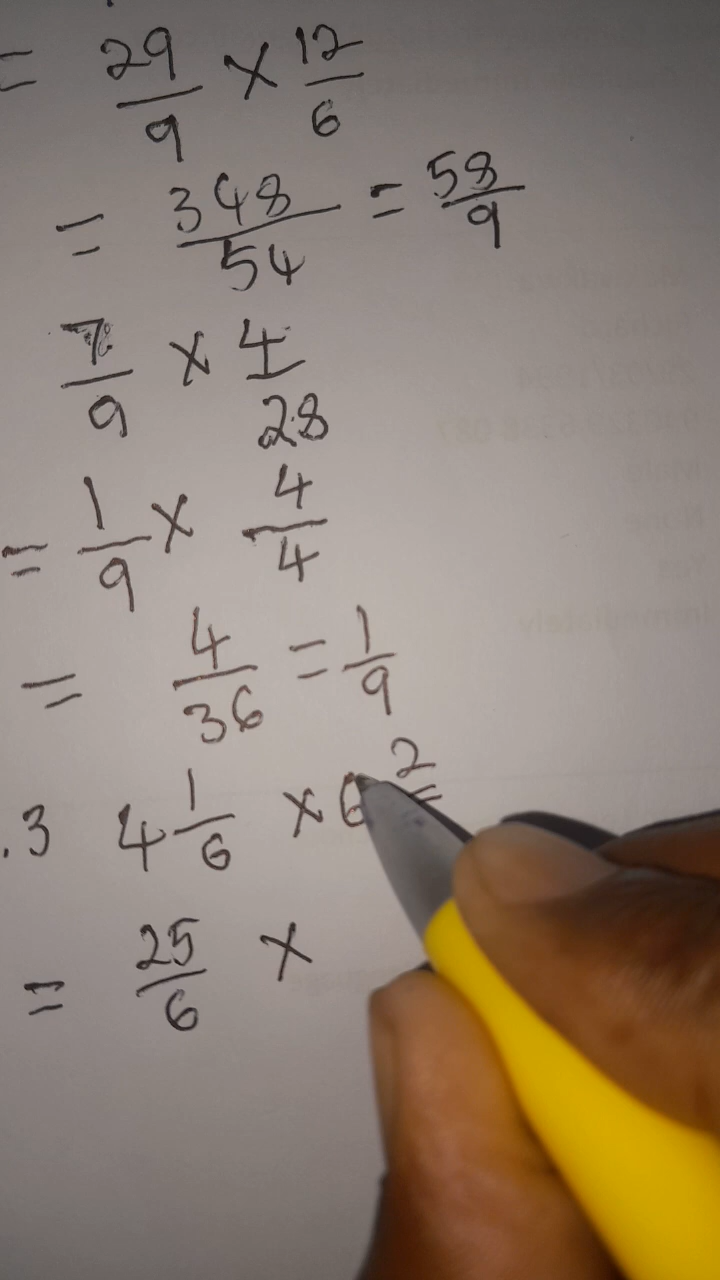 = 29/9 × 12/6
= 348/54 = 58/9
7/9 × 4/28
= 1/9 × 4/4
= 4/36 = 1/9
.3 4 1/6 × 6 2/
= 25/6 ×